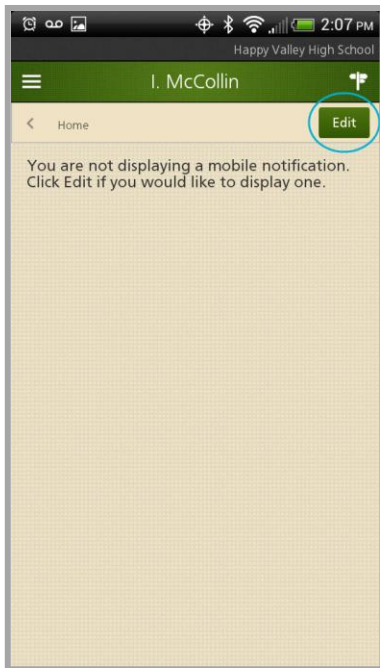 2:07 PM
Happy Valley High School
I. McCollin
Home
Edit
You are not displaying a mobile notification.
Click Edit if you would like to display one.